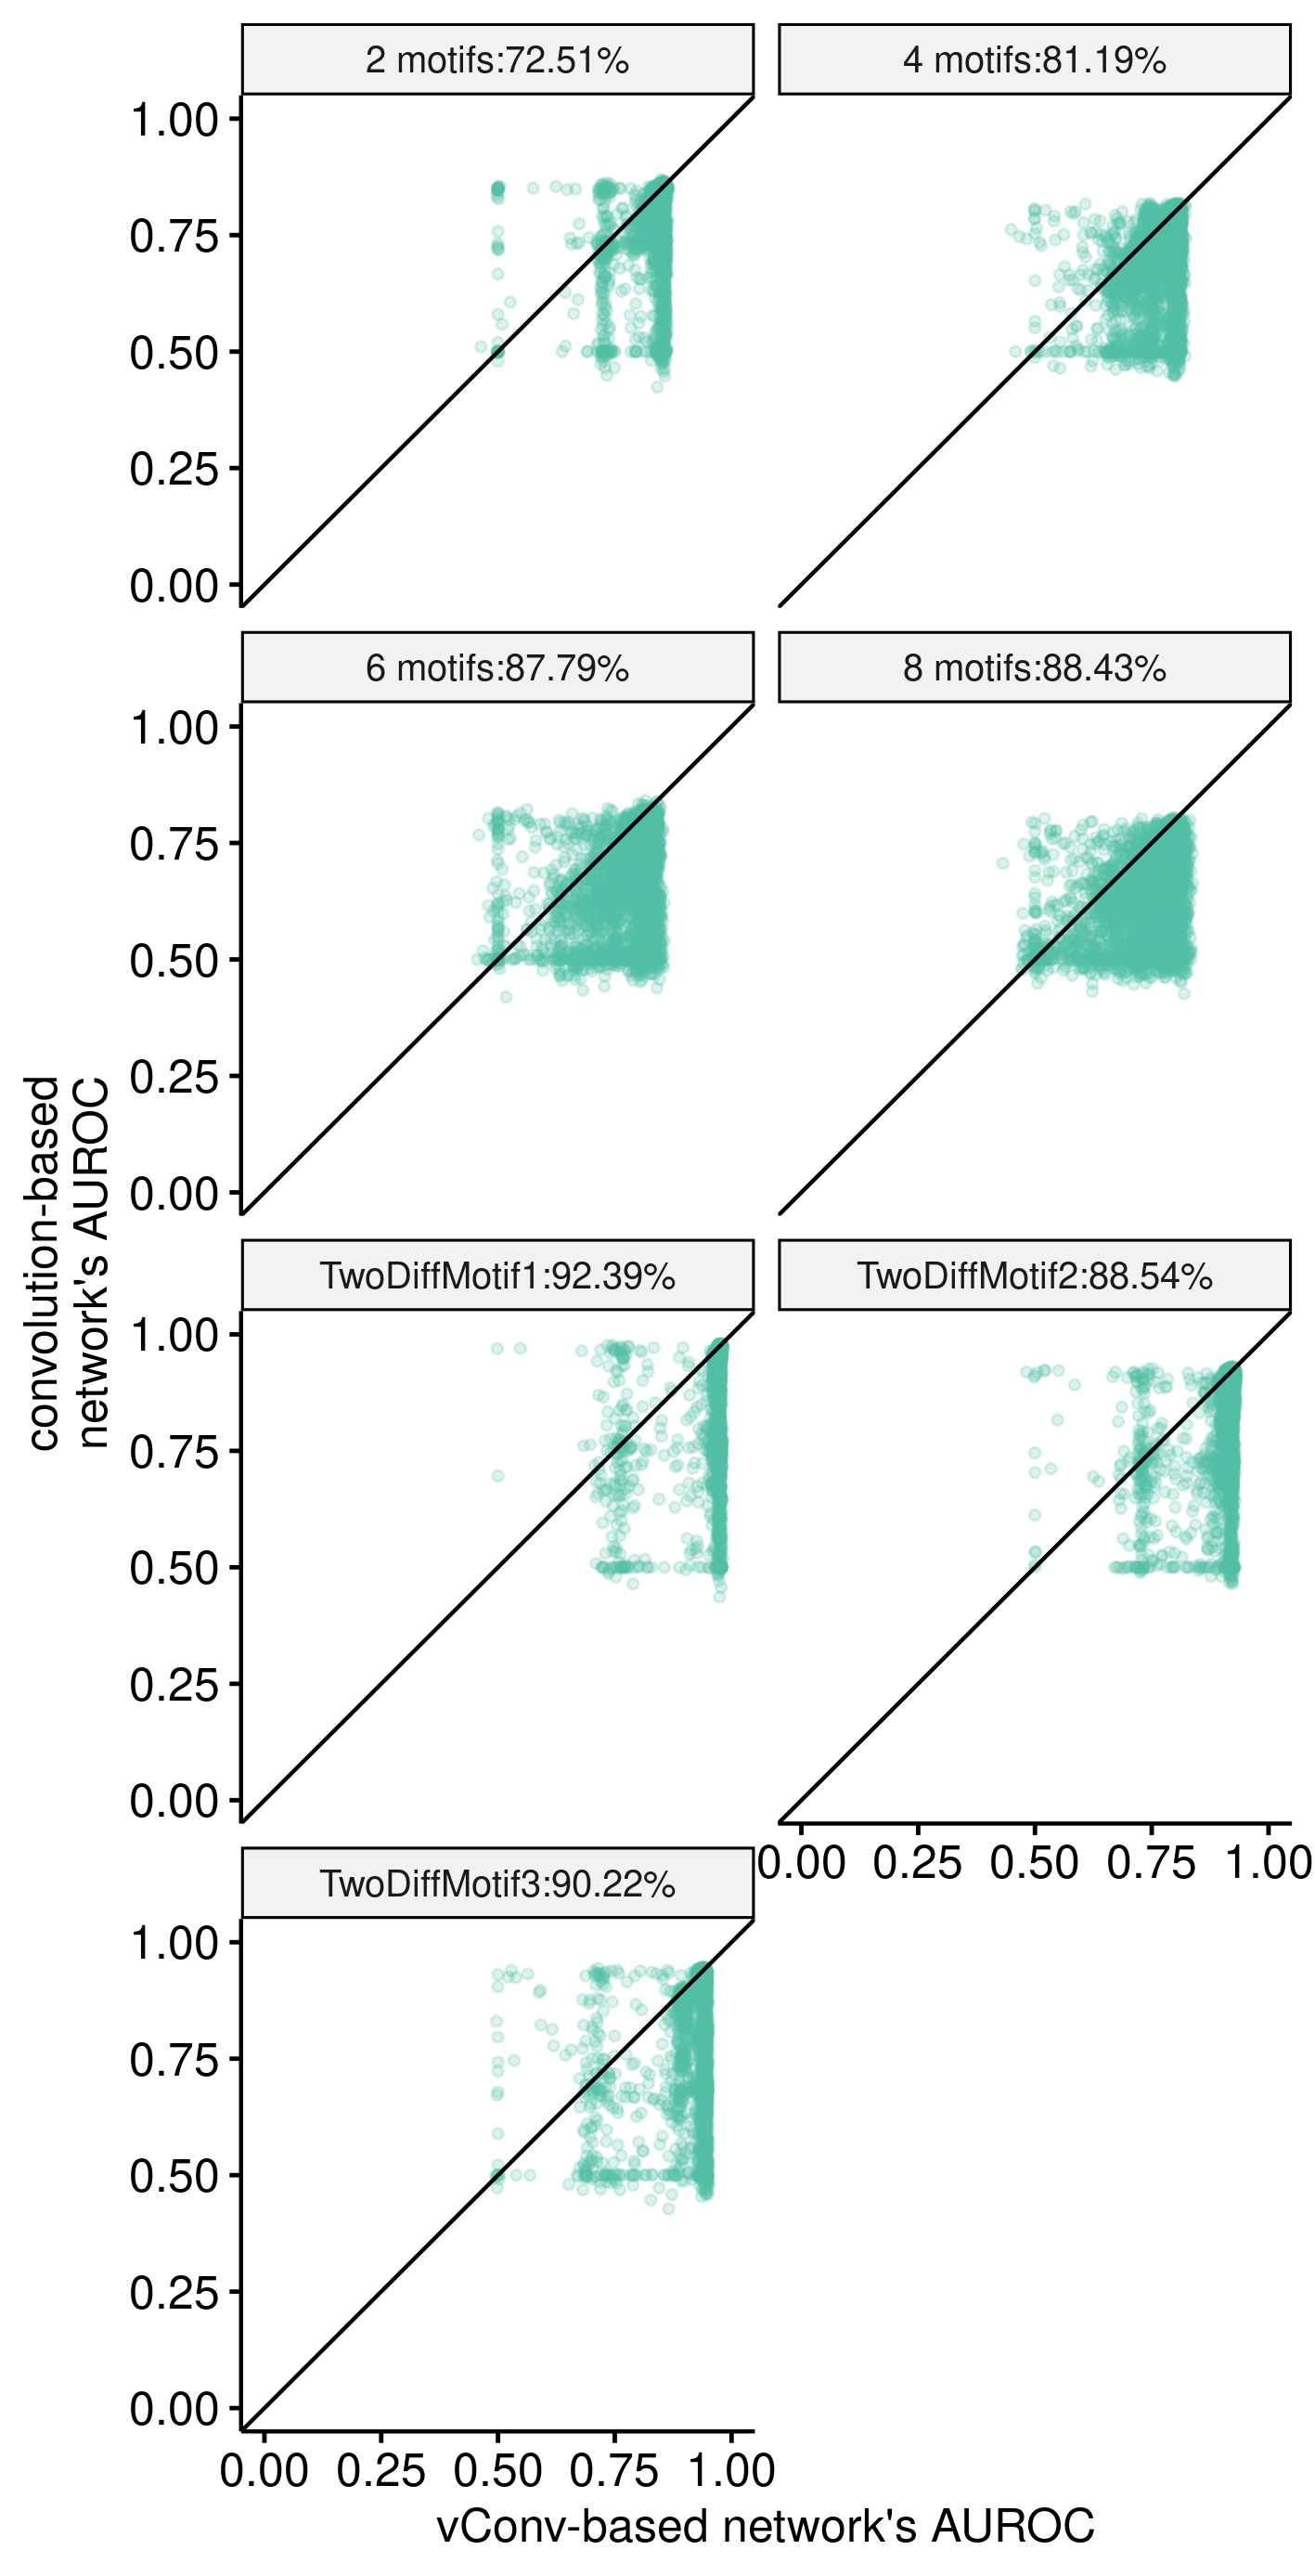 2 motifs:72.51%
4 motifs:81.19%
1.00
0.75
0.50
0.25
0.00
6 motifs:87.79%
8 motifs:88.43%
1.00
0.75
0.50
0.25
0.00
convolution-based
network's AUROC
TwoDiffMotif1:92.39%
TwoDiffMotif2:88.54%
1.00
0.75
0.50
0.25
0.00
0.00 0.25 0.50 0.75 1.00
TwoDiffMotif3:90.22%
1.00
0.75
0.50
0.25
0.00
0.00 0.25 0.50 0.75 1.00
vConv-based network's AUROC